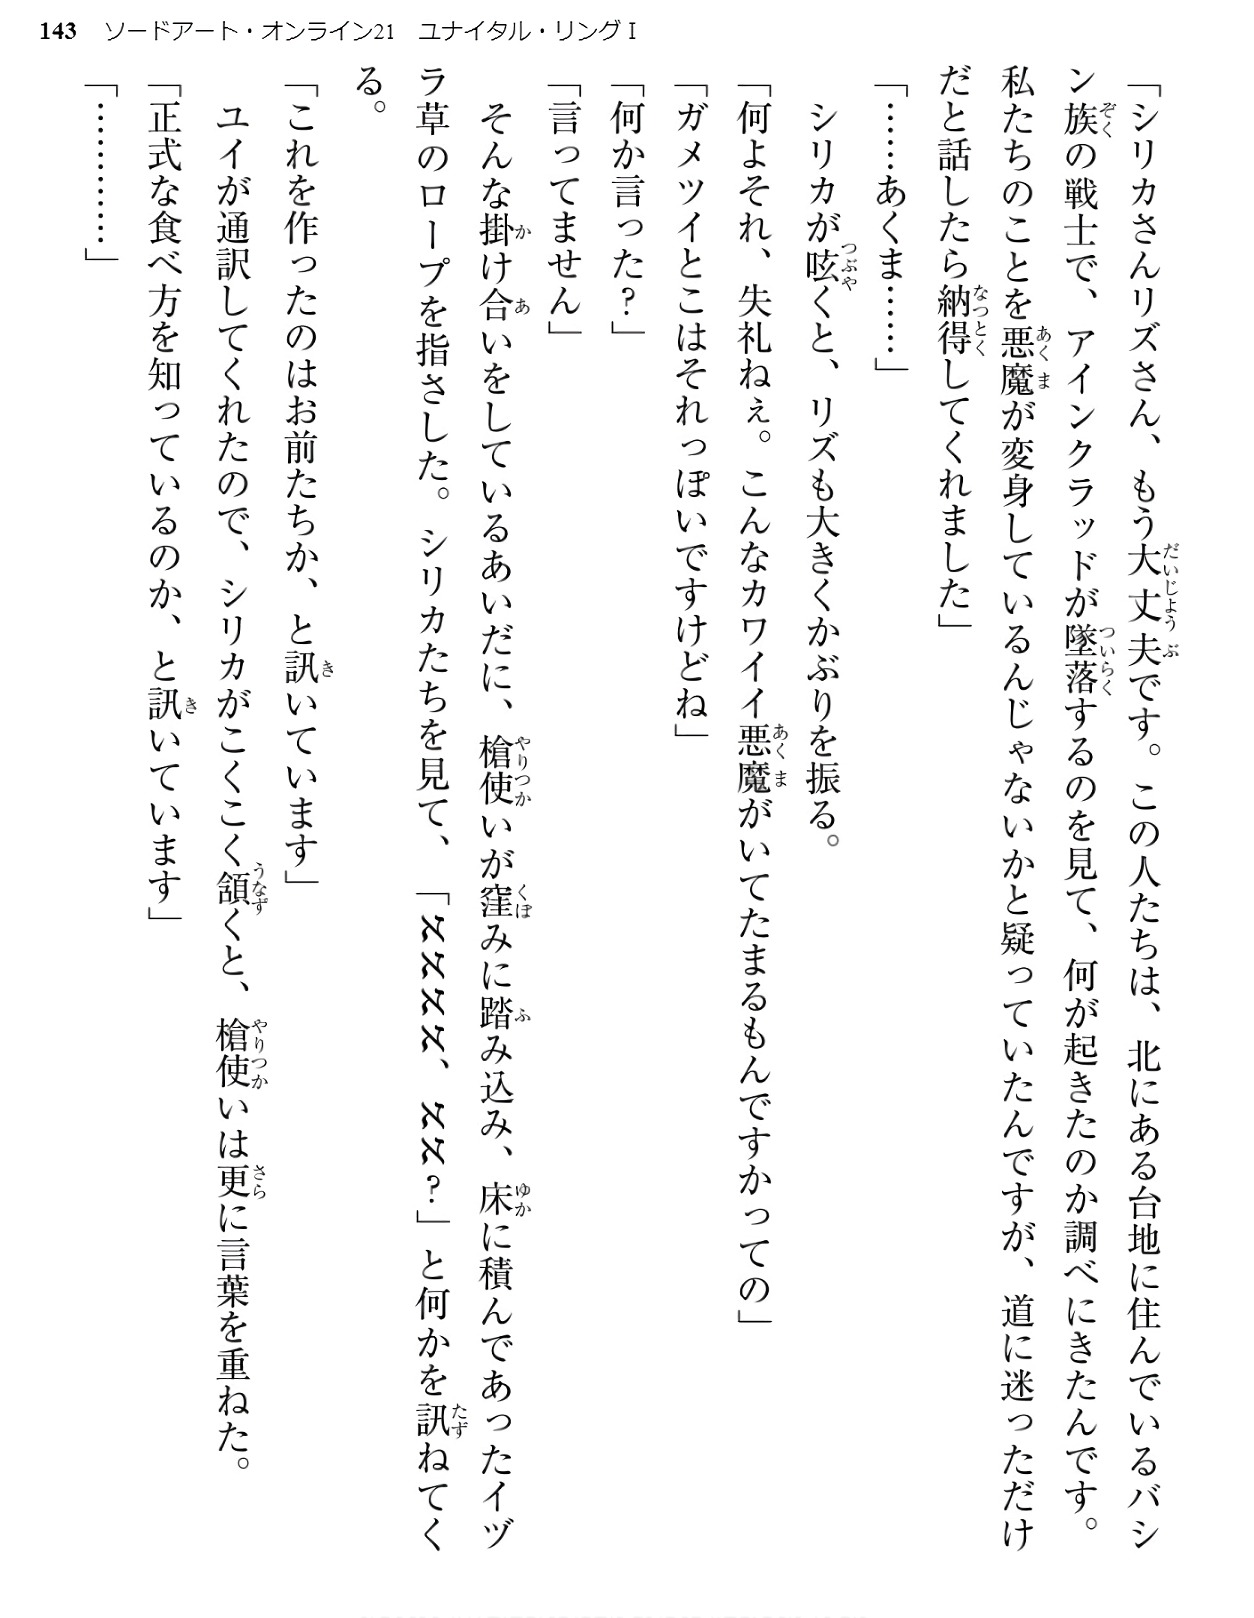 143 ソードアート・オンライン21 ユナイタル・リングⅠ
「シリカさんリズさん、もう大丈夫です。この人たちは、北にある台地に住んでいるバシ
ン族の戦士で、アインクラッドが墜落するのを見て、何が起きたのか調べにきたんです。
私たちのことを悪魔が変身しているんじゃないかと疑っていたんですが、道に迷っただけ
だと話したら納得してくれました」
「……あくま……」
　シリカが呟くと、リズも大きくかぶりを振る。
「何よそれ、失礼ねぇ。こんなカワイイ悪魔がいてたまるもんですかっての」
「ガメツイとこはそれっぽいですけどね」
「何か言った?」
「言ってません」
　そんな掛け合いをしているあいだに、槍使いが窪みに踏み込み、床に積んであったイヅ
ラ草のロープを指さした。シリカたちを見て、「ℵℵℵℵ、ℵℵ?」と何かを訊ねてく
る。
「これを作ったのはお前たちか、と訊いています」
　ユイが通訳してくれたので、シリカがこくこく頷くと、槍使いは更に言葉を重ねた。
「正式な食べ方を知っているのか、と訊いています」
「…………」